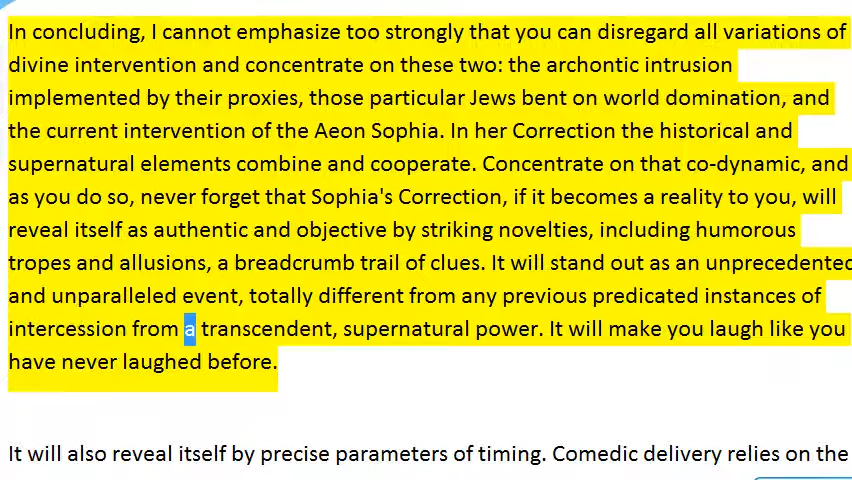 In concluding, I cannot emphasize too strongly that you can disregard all variations of
divine intervention and concentrate on these two: the archontic intrusion
implemented by their proxies, those particular Jews bent on world domination, and
the current intervention of the Aeon Sophia. In her Correction the historical and
supernatural elements combine and cooperate. Concentrate on that co-dynamic, and
as you do so, never forget that Sophia's Correction, if it becomes a reality to you, will
reveal itself as authentic and objective by striking novelties, including humorous
tropes and allusions, a breadcrumb trail of clues. It will stand out as an unprecedented
and unparalleled event, totally different from any previous predicated instances of
intercession from a transcendent, supernatural power. It will make you laugh like you
have never laughed before.
It will also reveal itself by precise parameters of timing. Comedic delivery relies on the